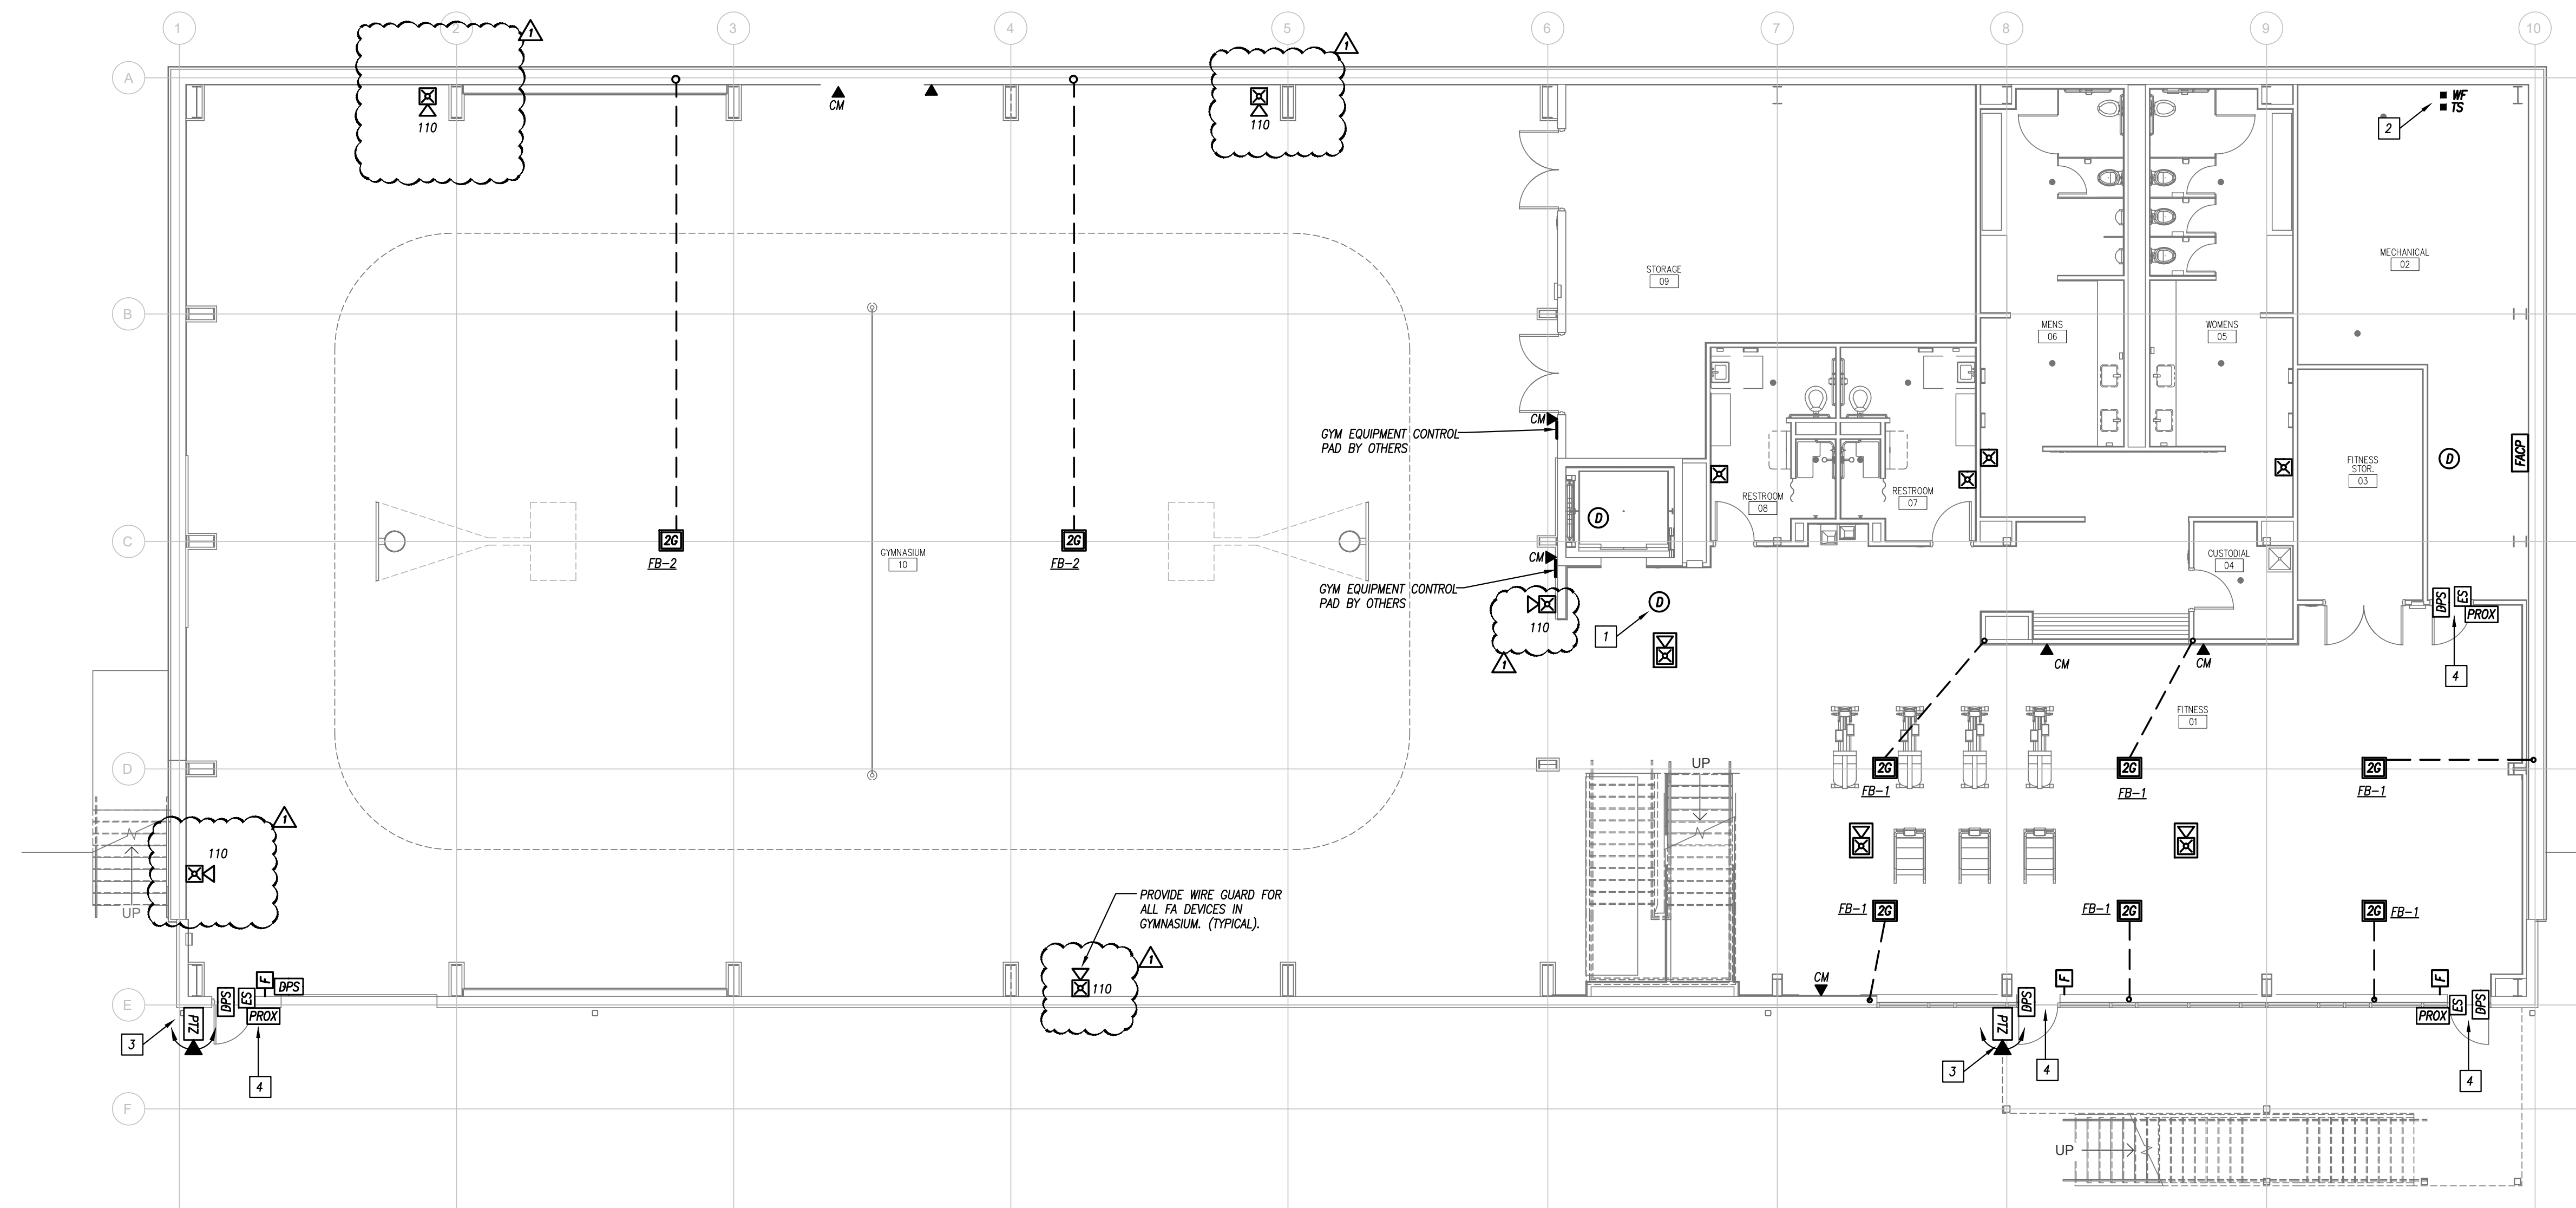 1 2 3 4 5 6 7 8 9 10
1
1
A
CM
WF
TS
110
110
2
MECHANICAL
02
STORAGE
09
B
MENS
06
WOMENS
05
CM
GYM EQUIPMENT CONTROL
PAD BY OTHERS
FACP
D
FITNESS
STOR.
03
RESTROOM
08
RESTROOM
07
D
C
2G
FB-2
2G
FB-2
GYMNASIUM
10
CM
CUSTODIAL
04
GYM EQUIPMENT CONTROL
PAD BY OTHERS
110
1
D
1
DPS
ES
PROX
4
CM
CM
FITNESS
01
D
UP
2G
FB-1
2G
FB-1
2G
FB-1
1
110
UP
PROVIDE WIRE GUARD FOR
ALL FA DEVICES IN
GYMNASIUM. (TYPICAL).
FB-1
2G
FB-1
2G
2G
FB-1
1
110
E
DPS
ES
F
DPS
PROX
PTZ
3
4
CM
F
DPS
PTZ
3
4
F
PROX
ES
DPS
4
F
UP